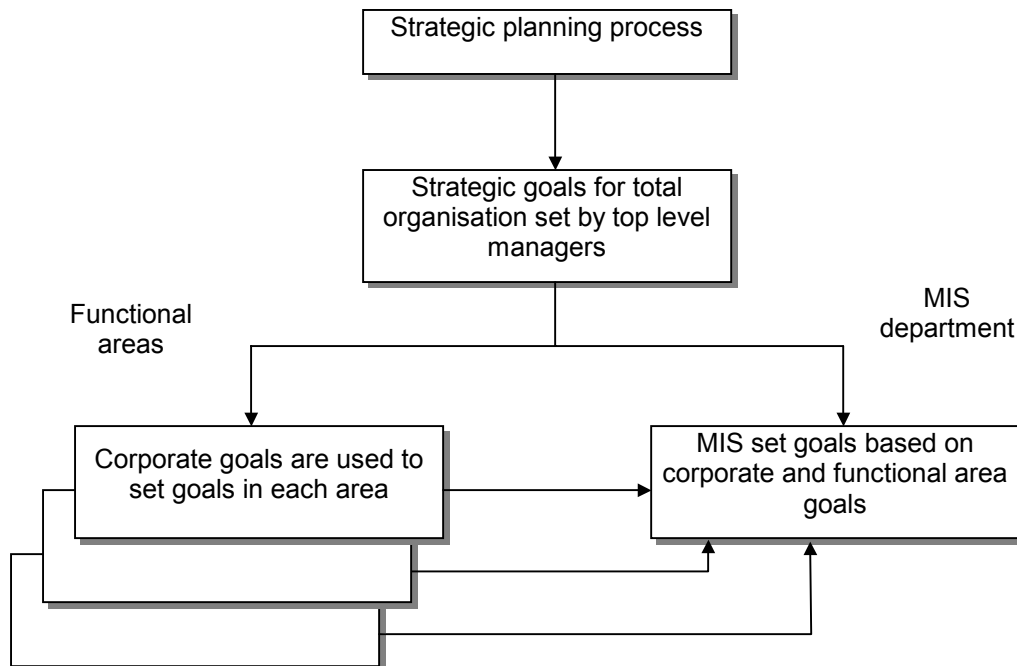 Strategic planning process
Strategic goals for total
organisation set by top level
managers
Functional
areas
MIS
department
Corporate goals are used to
set goals in each area
MIS set goals based on
corporate and functional area
goals